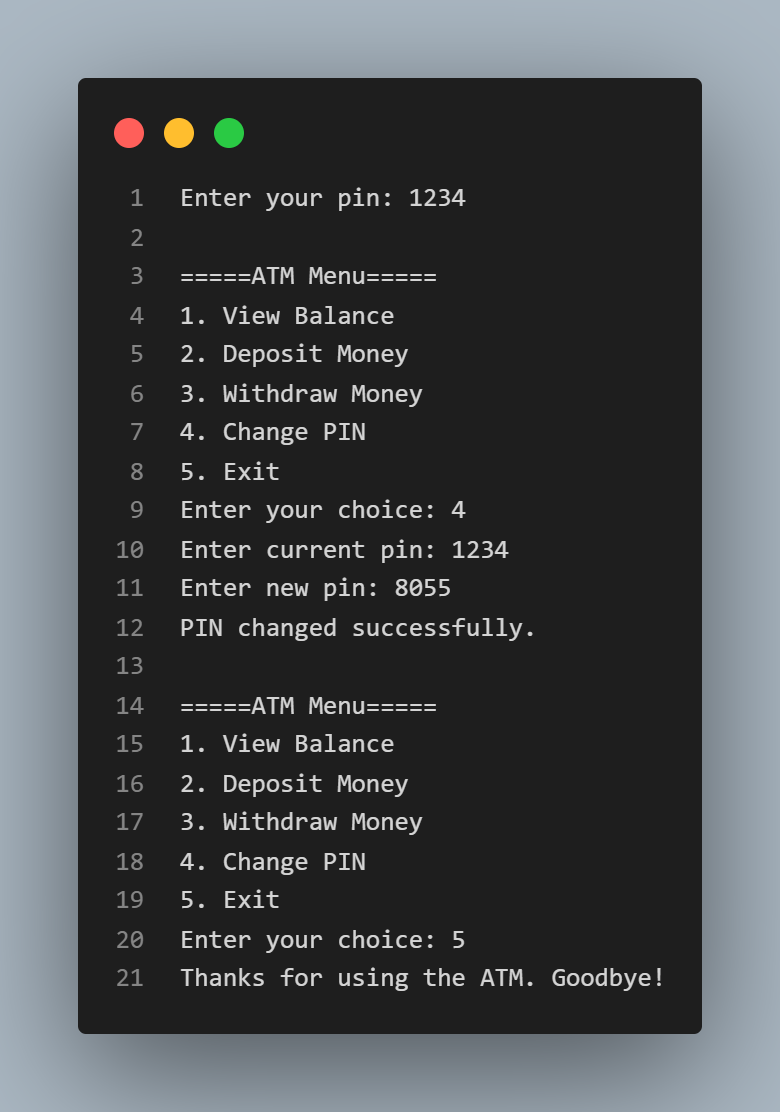 1 Enter your pin: 1234
2
3 =====ATM Menu=====
4 1. View Balance
5 2. Deposit Money
6 3. Withdraw Money
7 4. Change PIN
8 5. Exit
9 Enter your choice: 4
10 Enter current pin: 1234
11 Enter new pin: 8055
12 PIN changed successfully.
13
14 =====ATM Menu=====
15 1. View Balance
16 2. Deposit Money
17 3. Withdraw Money
18 4. Change PIN
19 5. Exit
20 Enter your choice: 5
21 Thanks for using the ATM. Goodbye!